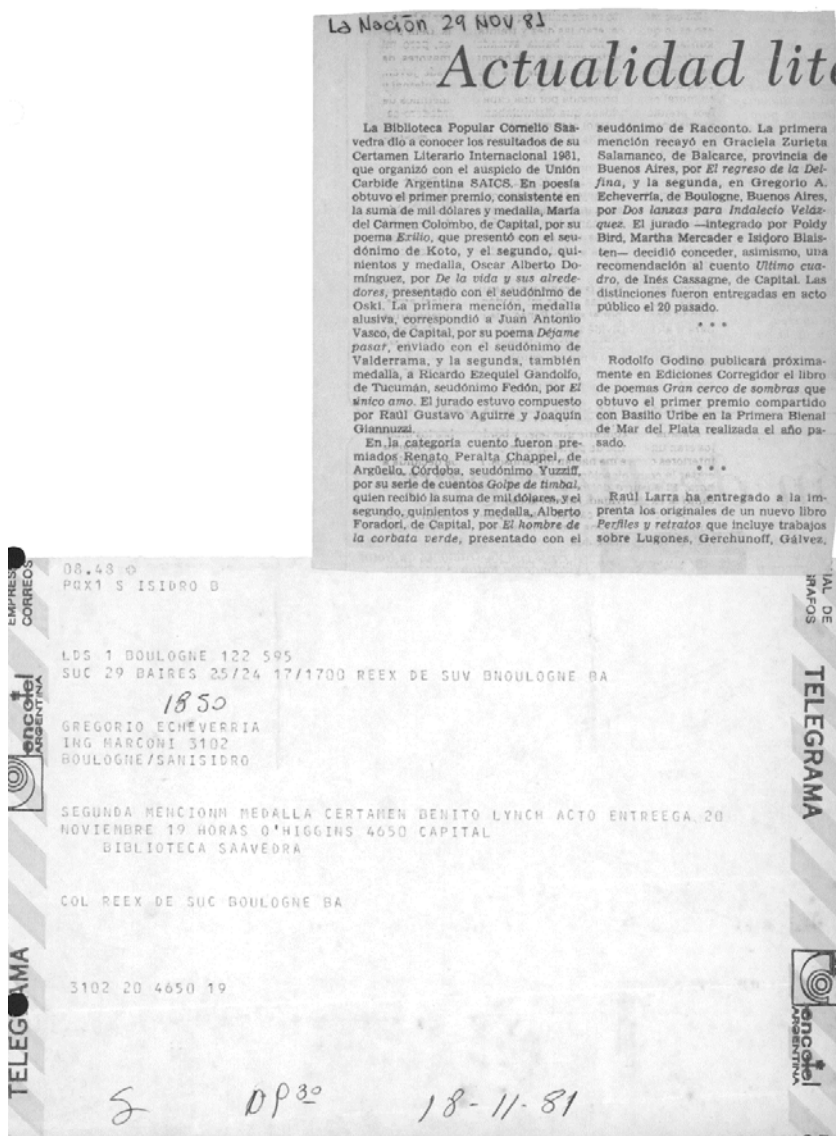 La Nación 29 NOV 81
Actualidad lite
La Biblioteca Popular Cornelio Saa-
vedra dio a conocer los resultados de su
Certamen Literario Internacional 1981,
que organizó con el auspicio de Unión
Carbide Argentina SAICS. En poesía
obtuvo el primer premio, consistente en
la suma de mil dólares y medalla, María
del Carmen Colombo, de Capital, por su
poema Exilio, que presentó con el seu-
dónimo de Koto, y el segundo, qui-
nientos y medalla, Oscar Alberto Do-
mínguez, por De la vida y sus alrede-
dores, presentado con el seudónimo de
Oski. La primera mención, medalla
alusiva, correspondió a Juan Antonio
Vasco, de Capital, por su poema Déjame
pasar, enviado con el seudónimo de
Valderrama, y la segunda, también
medalla, a Ricardo Ezequiel Gandolfo,
de Tucumán, seudónimo Fedón, por El
único amo. El jurado estuvo compuesto
por Raúl Gustavo Aguirre y Joaquín
Giannuzzi.
En la categoría cuento fueron pre-
miados Renato Peralta Chappel, de
Argüello, Córdoba, seudónimo Yuzziff,
por su serie de cuentos Golpe de timbal,
quien recibió la suma de mil dólares, y el
segundo, quinientos y medalla, Alberto
Foradori, de Capital, por El hombre de
la corbata verde, presentado con el
seudónimo de Racconto. La primera
mención recayó en Graciela Zurieta
Salamanco, de Balcarce, provincia de
Buenos Aires, por El regreso de la Del-
fina, y la segunda, en Gregorio A.
Echeverría, de Boulogne, Buenos Aires,
por Dos lanzas para Indalecio Veláz-
quez. El jurado —integrado por Poldy
Bird, Martha Mercader e Isidoro Blais-
ten— decidió conceder, asimismo, una
recomendación al cuento Ultimo cua-
dro, de Inés Cassagne, de Capital. Las
distinciones fueron entregadas en acto
público el 20 pasado.
* * *
Rodolfo Godino publicará próxima-
mente en Ediciones Corregidor el libro
de poemas Gran cerco de sombras que
obtuvo el primer premio compartido
con Basilio Uribe en la Primera Bienal
de Mar del Plata realizada el año pa-
sado.
* * *
Raúl Larra ha entregado a la im-
prenta los originales de un nuevo libro
Perfiles y retratos que incluye trabajos
sobre Lugones, Gerchunoff, Gálvez,
EMPRES
CORREOS
NAL DE
GRAFOS
08.48
PQX1 S ISIDRO B
LDS 1 BOULOGNE 122 595
SUC 29 BAIRES 25/24 17/1700 REEX DE SUV BNOULOGNE BA
1850
GREGORIO ECHEVERRIA
ING MARCONI 3102
BOULOGNE/SANISIDRO
SEGUNDA MENCIONN MEDALLA CERTAMEN BENITO LYNCH ACTO ENTREEGA 20
NOVIENBRE 19 HORAS O'HIGGINS 4650 CAPITAL
BIBLIOTECA SAAVEDRA
COL REEX DE SUC BOULOGNE BA
3102 20 4650 19
encotel
ARGENTINA
TELEGRAMA
TELEG AMA
encotel
ARGENTINA
DP 30
18-11-81